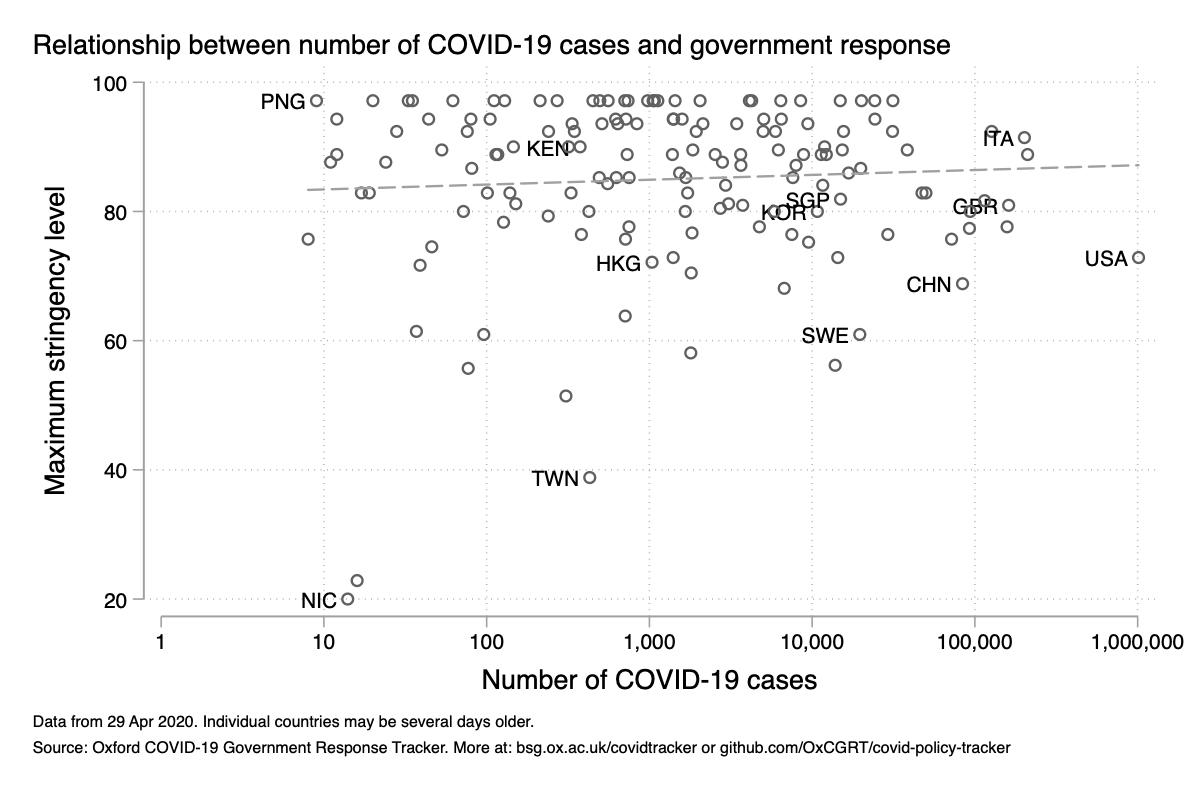 Relationship between number of COVID-19 cases and government response
Maximum stringency level
100
80
60
40
20
PNG
KEN
ITA
SGP
KOR
GBR
HKG
USA
CHN
SWE
TWN
NIC
1
10
100
1,000
10,000
100,000
1,000,000
Number of COVID-19 cases
Data from 29 Apr 2020. Individual countries may be several days older.
Source: Oxford COVID-19 Government Response Tracker. More at: bsg.ox.ac.uk/covidtracker or github.com/OxCGRT/covid-policy-tracker